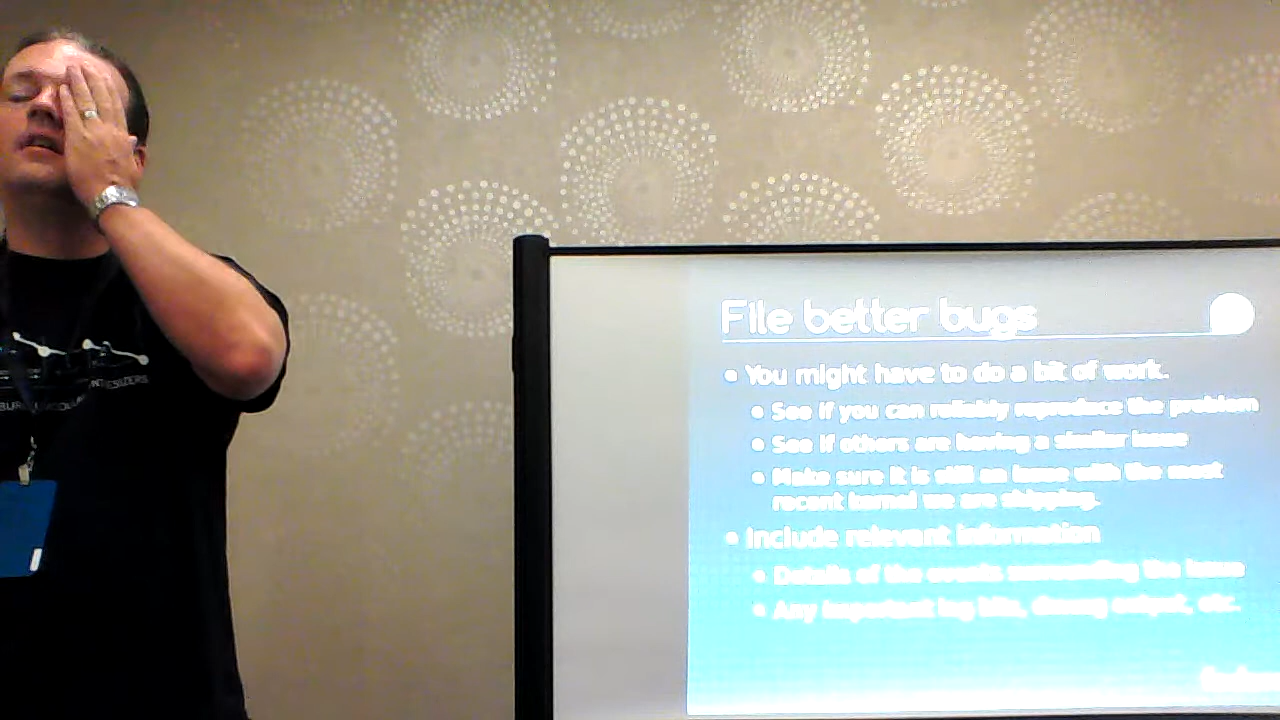 File better bugs
• You might have to do a bit of work.
• See if you can reliably reproduce the problem
• See if others are having a similar issue
• Make sure it is still an issue with the most
recent kernel we are shipping.
• Include relevant information
• Details of the events surrounding the issue
• Any important log bits, dmesg output, etc.